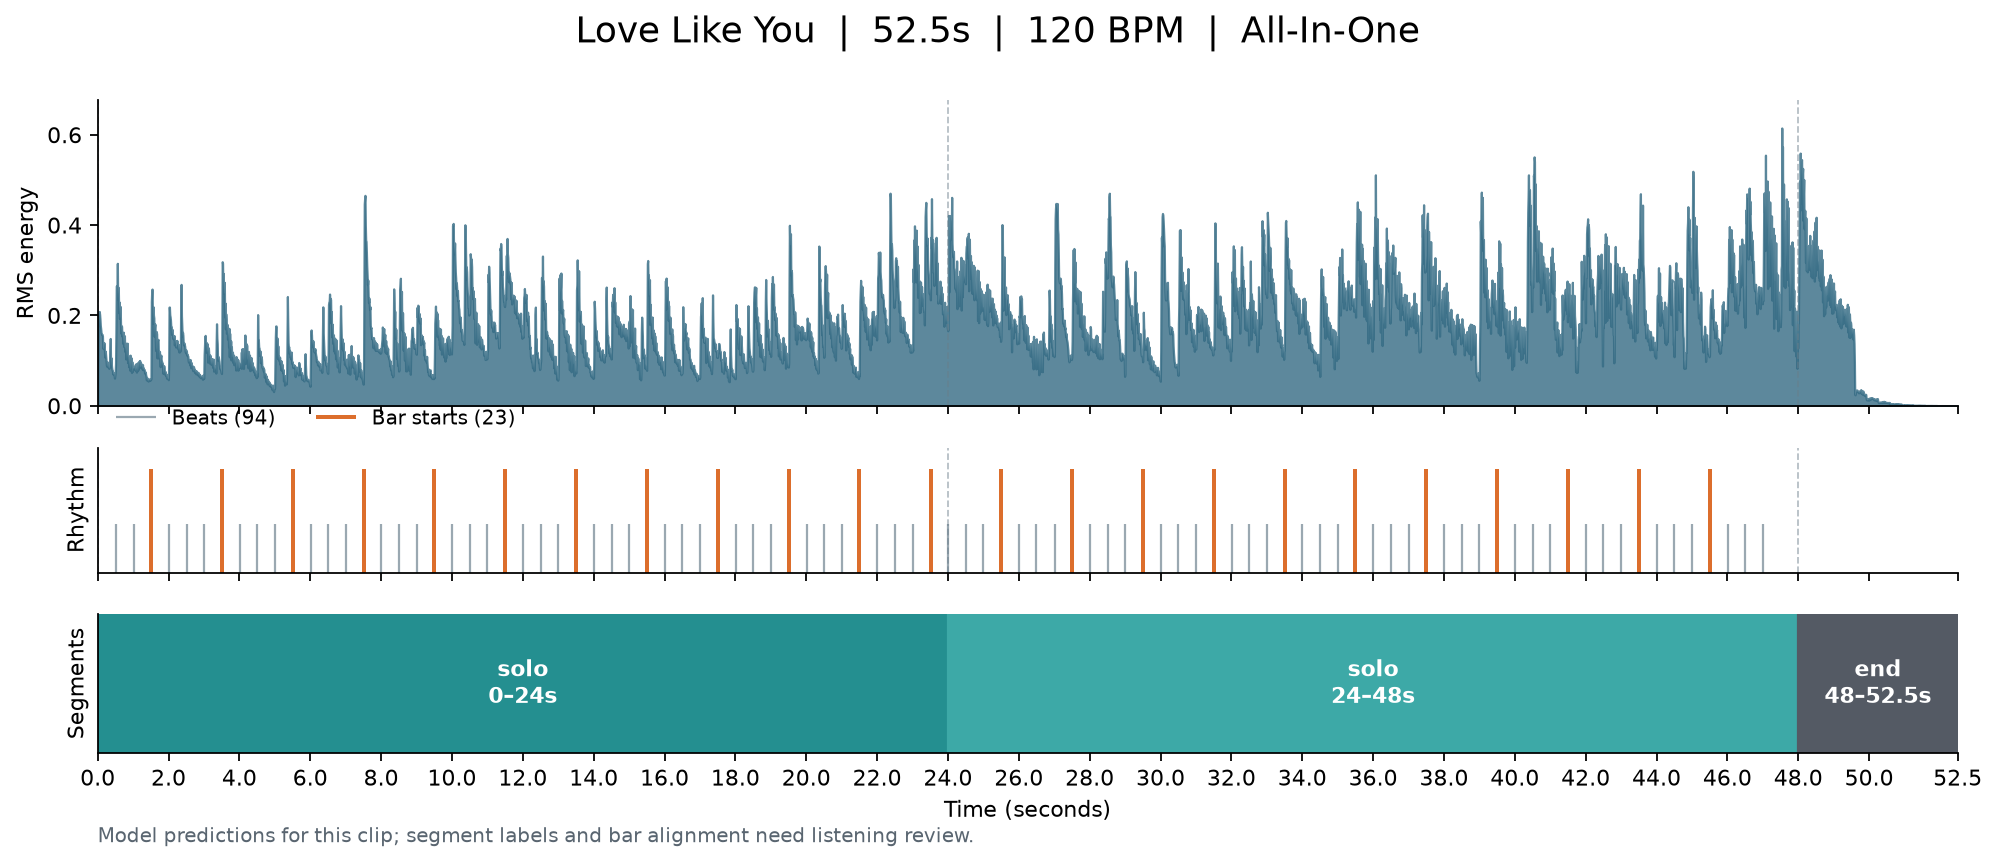 Love Like You  |  52.5s  |  120 BPM  |  All-In-One
RMS energy
0.6
0.4
0.2
0.0
Beats (94)
Bar starts (23)
Rhythm
Segments
solo
0–24s
solo
24–48s
end
48–52.5s
0.0 2.0 4.0 6.0 8.0 10.0 12.0 14.0 16.0 18.0 20.0 22.0 24.0 26.0 28.0 30.0 32.0 34.0 36.0 38.0 40.0 42.0 44.0 46.0 48.0 50.0 52.5
Time (seconds)
Model predictions for this clip; segment labels and bar alignment need listening review.